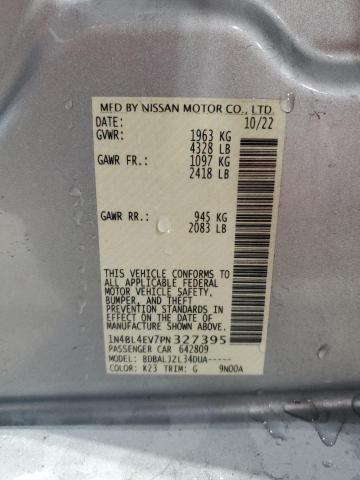 MFD BY NISSAN MOTOR CO., LTD.
DATE: 10/22
GVWR: 1963 KG
4328 LB
GAWR FR.: 1097 KG
2418 LB
GAWR RR.: 945 KG
2083 LB
THIS VEHICLE CONFORMS TO
ALL APPLICABLE FEDERAL
MOTOR VEHICLE SAFETY,
BUMPER, AND THEFT
PREVENTION STANDARDS
IN EFFECT ON THE DATE OF
MANUFACTURE SHOWN ABOVE.
1N4BL4EV7PN327395
PASSENGER CAR 642809
MODEL: BDBALJZL34DUA-----
COLOR: K23 TRIM: G 9N00A